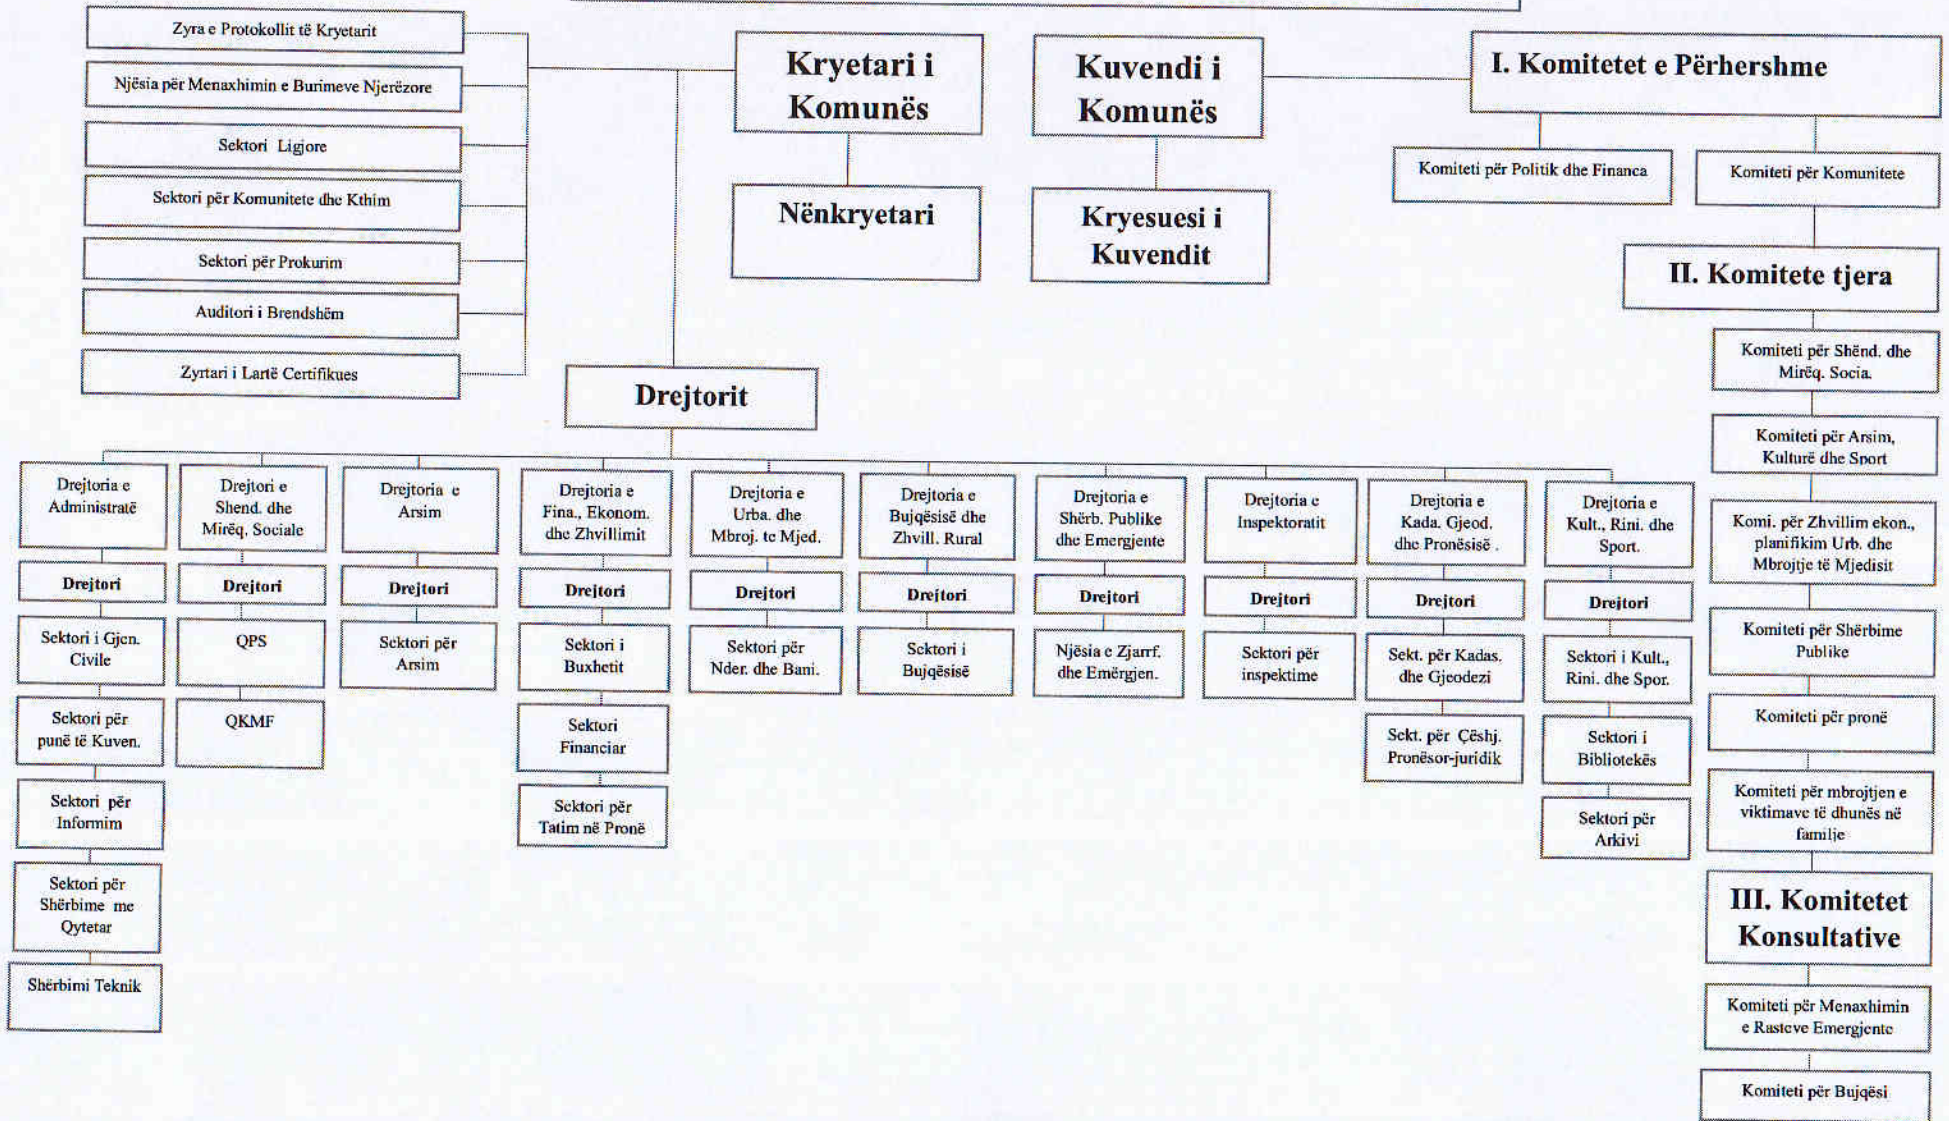 Zyra e Protokollit të Kryetarit
Njësia për Menaxhimin e Burimeve Njerëzore
Sektori Ligjore
Sektori për Komunitete dhe Kthim
Sektori për Prokurim
Auditori i Brendshëm
Zyrtari i Lartë Certifikues
Kryetari i
Komunës
Nënkryetari
Kuvendi i
Komunës
Kryesuesi i
Kuvendit
I. Komitetet e Përhershme
Komiteti për Politik dhe Financa
Komiteti për Komunitete
II. Komitete tjera
Komiteti për Shënd. dhe
Mirëq. Socia.
Komiteti për Arsim,
Kulturë dhe Sport
Komi. për Zhvillim ekon.,
planifikim Urb. dhe
Mbrojtje të Mjedisit
Komiteti për Shërbime
Publike
Komiteti për pronë
Komiteti për mbrojtjen e
viktimave të dhunës në
familje
III. Komitetet
Konsultative
Komiteti për Menaxhimin
e Rasteve Emergjente
Komiteti për Bujqësi
Drejtorit
Drejtoria e
Administratë
Drejtori
Sektori i Gjen.
Civile
Sektori për
punë të Kuven.
Sektori për
Informim
Sektori për
Shërbime me
Qytetar
Shërbimi Teknik
Drejtori e
Shend. dhe
Mirëq. Sociale
Drejtori
QPS
QKMF
Drejtoria e
Arsim
Drejtori
Sektori për
Arsim
Drejtoria e
Fina., Ekonom.
dhe Zhvillimit
Drejtori
Sektori i
Buxhetit
Sektori
Financiar
Sektori për
Tatim në Pronë
Drejtoria e
Urba. dhe
Mbroj. te Mjed.
Drejtori
Sektori për
Nder. dhe Bani.
Drejtoria e
Bujqësisë dhe
Zhvill. Rural
Drejtori
Sektori i
Bujqësisë
Drejtoria e
Shërb. Publike
dhe Emergjente
Drejtori
Njësia e Zjarrf.
dhe Emërgjen.
Drejtoria e
Inspektoratit
Drejtori
Sektori për
inspektime
Drejtoria e
Kada. Gjeod.
dhe Pronësisë .
Drejtori
Sekt. për Kadas.
dhe Gjeodezi
Sekt. për Çështj.
Pronësor-juridik
Drejtoria e
Kult., Rini. dhe
Sport.
Drejtori
Sektori i Kult.,
Rini. dhe Spor.
Sektori i
Bibliotekës
Sektori për
Arkivi